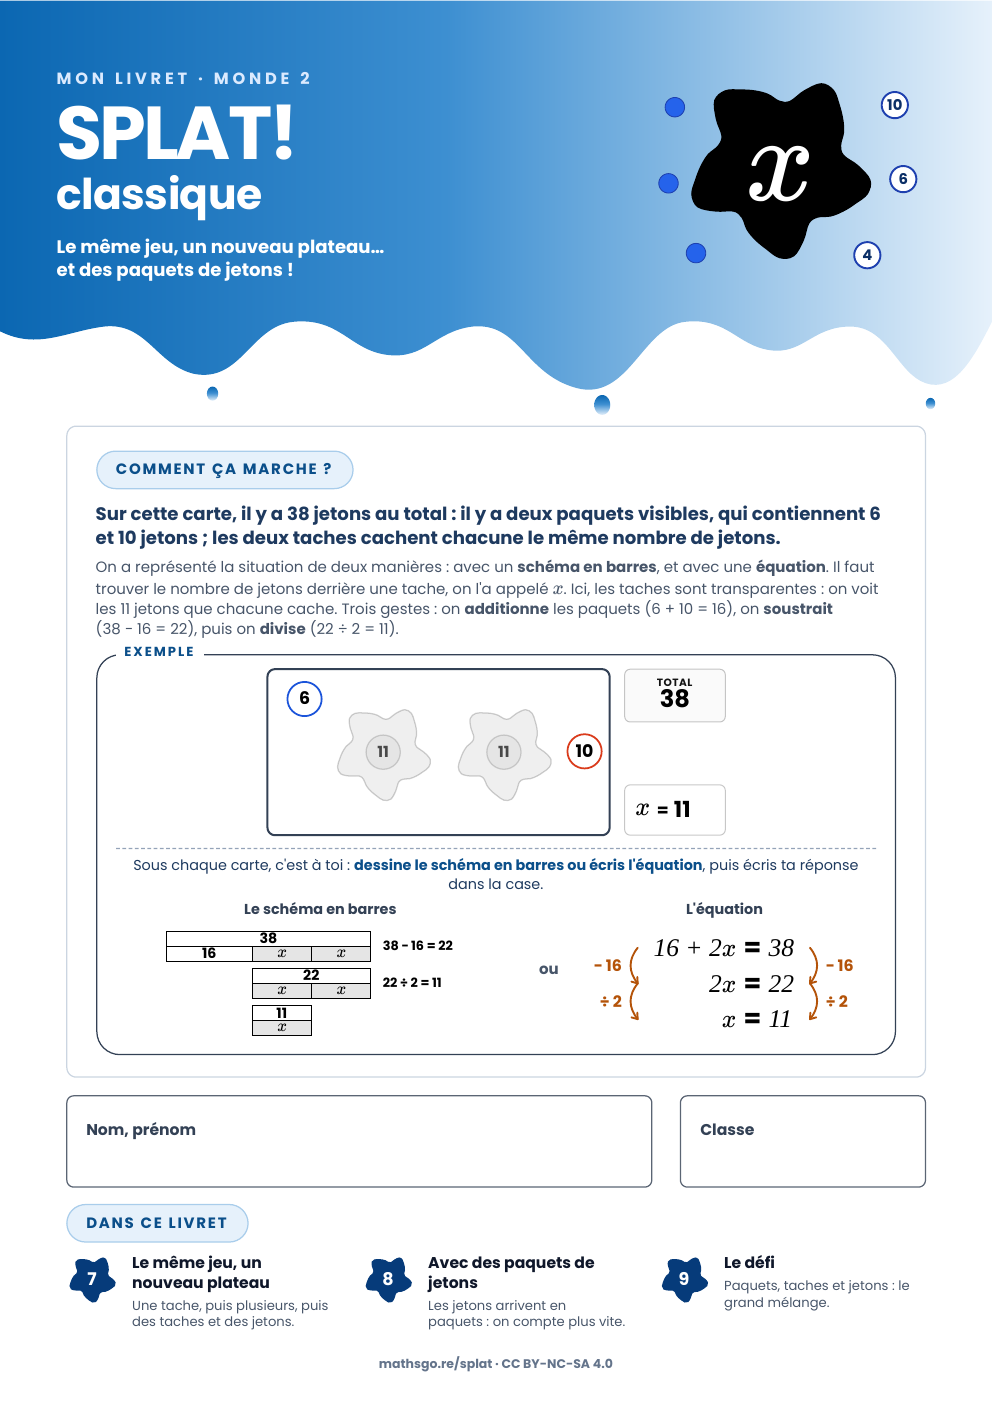 MON LIVRET · MONDE 2
SPLAT!
classique
Le même jeu, un nouveau plateau...
et des paquets de jetons !
x
10
6
4
COMMENT ÇA MARCHE ?
Sur cette carte, il y a 38 jetons au total : il y a deux paquets visibles, qui contiennent 6
et 10 jetons ; les deux taches cachent chacune le même nombre de jetons.
On a représenté la situation de deux manières : avec un schéma en barres, et avec une équation. Il faut
trouver le nombre de jetons derrière une tache, on l'a appelé x. Ici, les taches sont transparentes : on voit
les 11 jetons que chacune cache. Trois gestes : on additionne les paquets (6 + 10 = 16), on soustrait
(38 - 16 = 22), puis on divise (22 ÷ 2 = 11).
EXEMPLE
6
11
11
10
TOTAL
38
x = 11
Sous chaque carte, c'est à toi : dessine le schéma en barres ou écris l'équation, puis écris ta réponse
dans la case.
Le schéma en barres
38
16 x x
38 - 16 = 22
22
x x
22 ÷ 2 = 11
11
x
ou
L'équation
16 + 2x = 38
- 16
- 16
2x = 22
÷ 2
÷ 2
x = 11
Nom, prénom
Classe
DANS CE LIVRET
7
Le même jeu, un
nouveau plateau
Une tache, puis plusieurs, puis
des taches et des jetons.
8
Avec des paquets de
jetons
Les jetons arrivent en
paquets : on compte plus vite.
9
Le défi
Paquets, taches et jetons : le
grand mélange.
mathsgo.re/splat · CC BY-NC-SA 4.0